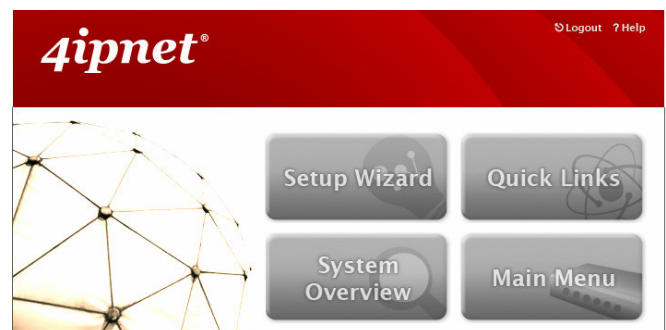 4ipnet®
Logout ?Help
Setup Wizard
Quick Links
System
Overview
Main Menu